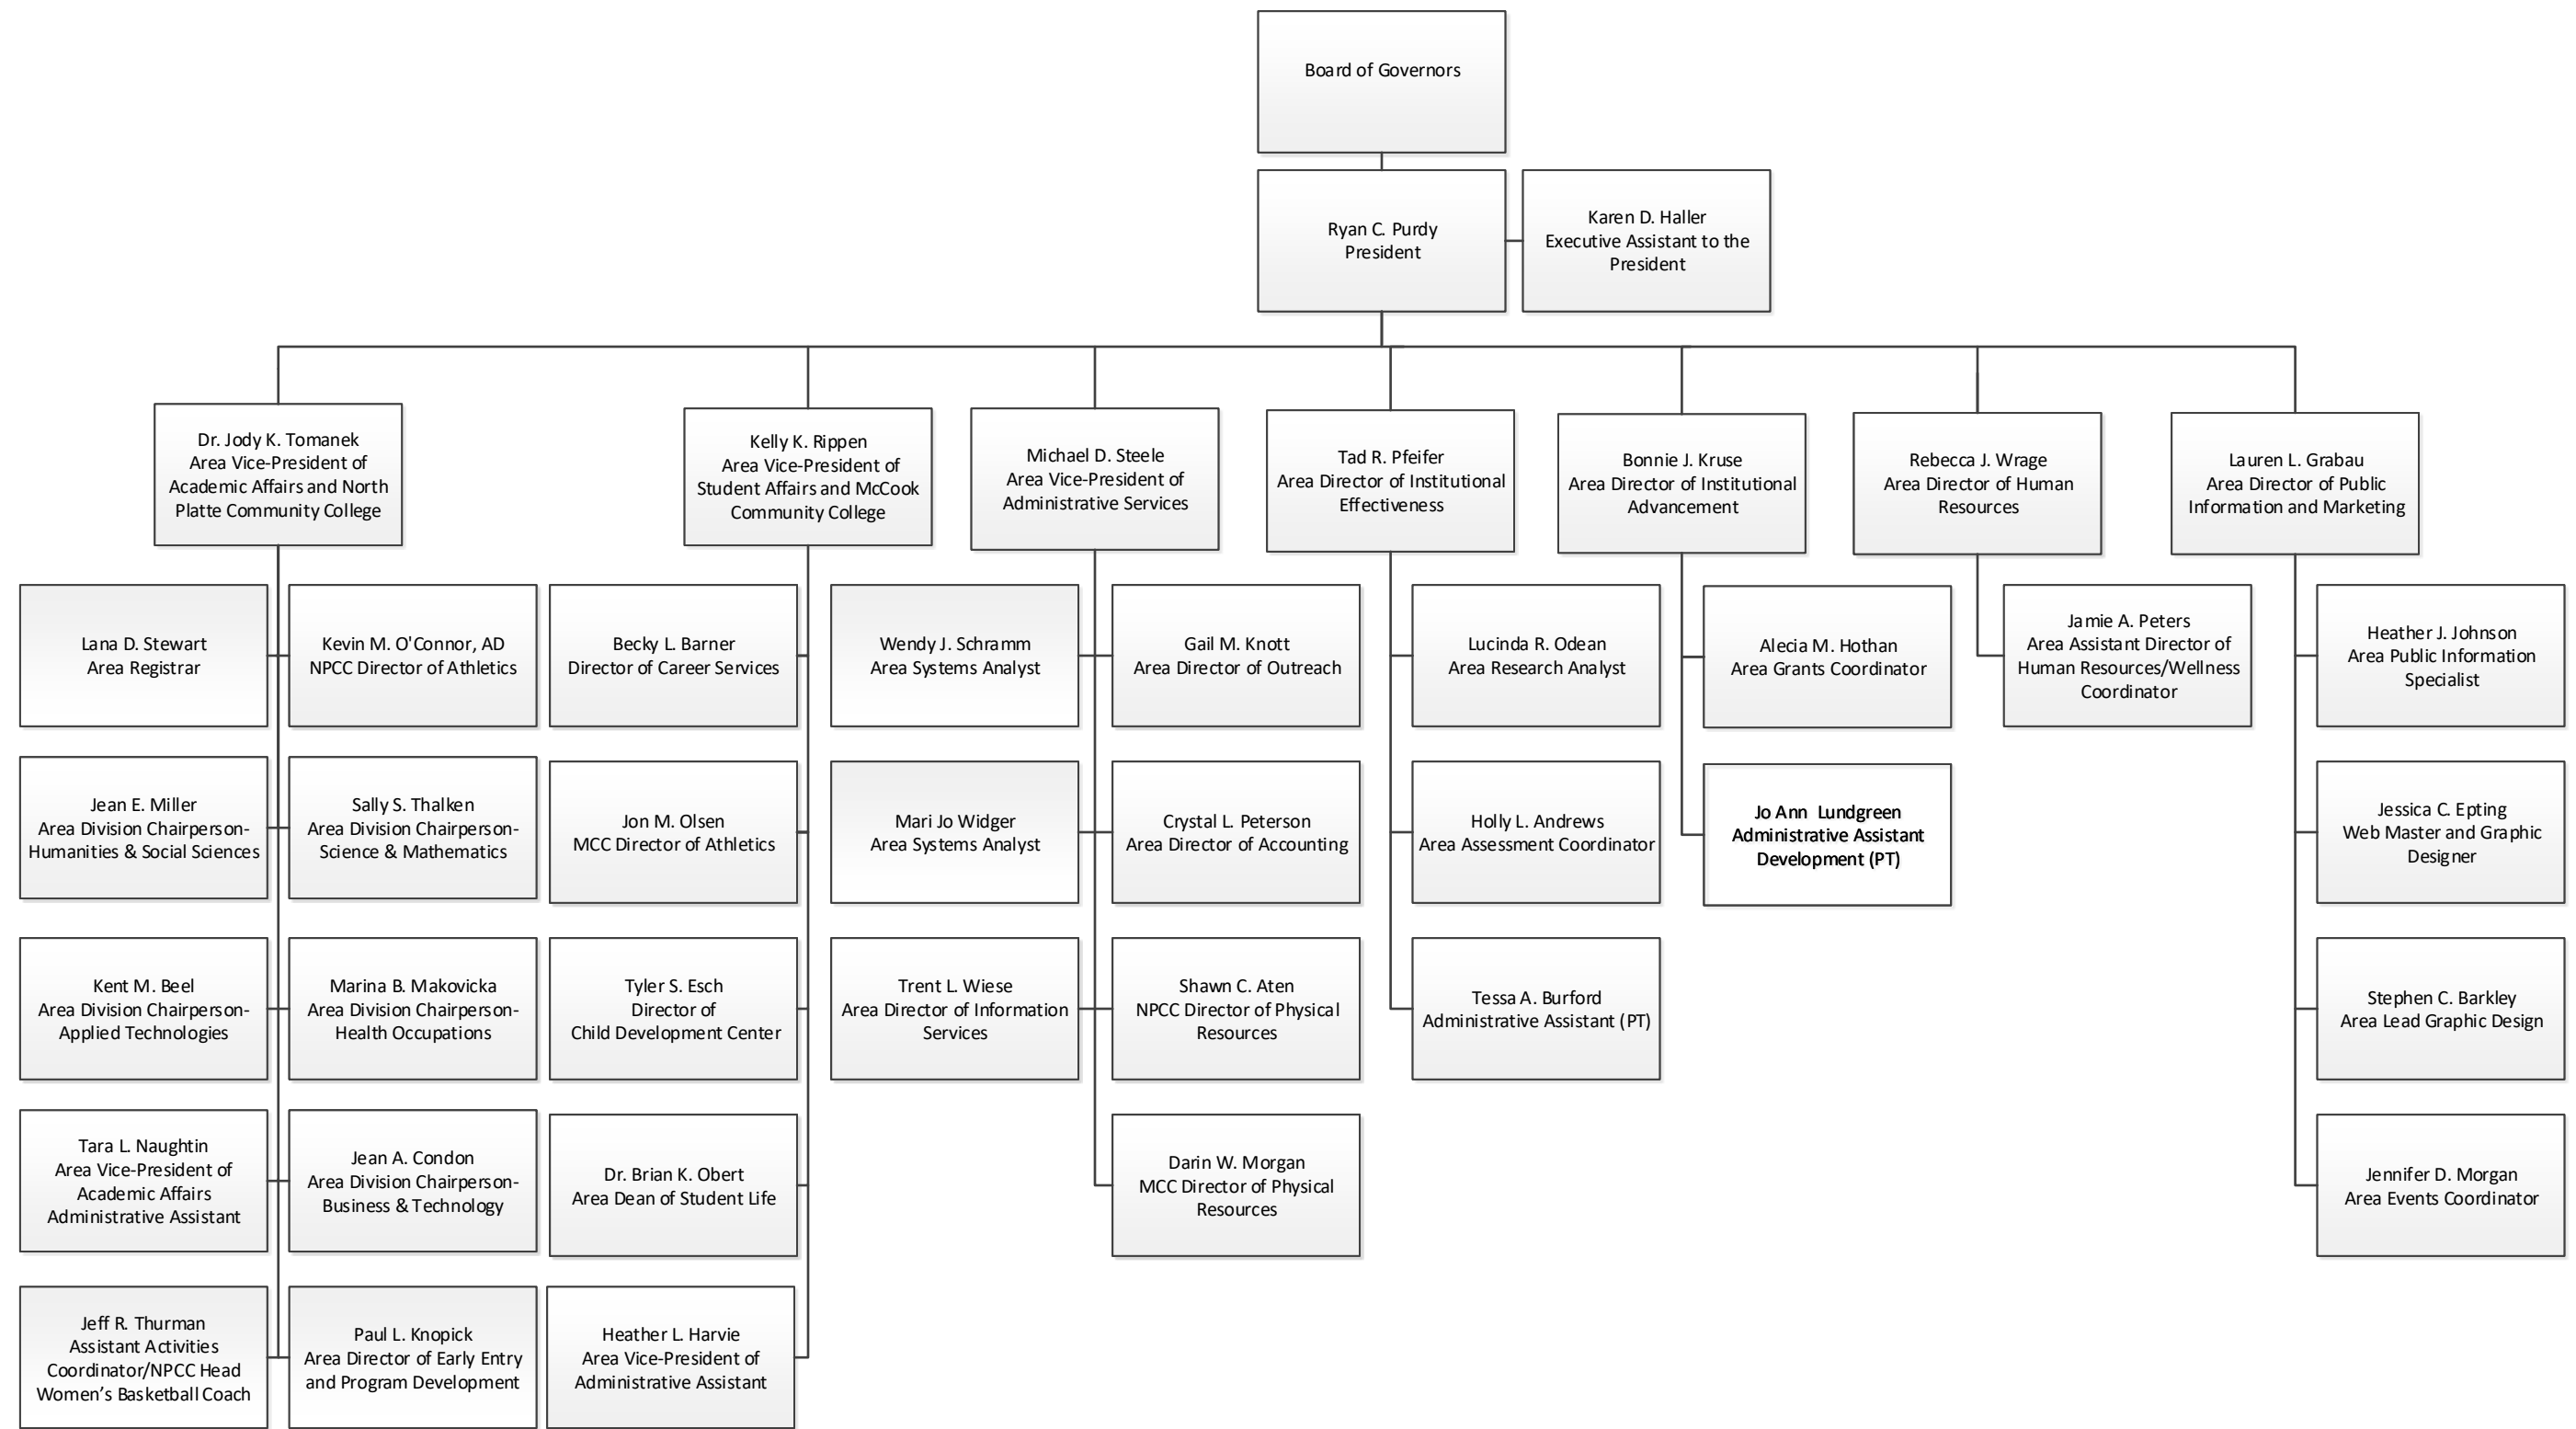 Board of Governors
Ryan C. Purdy
President
Karen D. Haller
Executive Assistant to the
President
Dr. Jody K. Tomanek
Area Vice-President of
Academic Affairs and North
Platte Community College
Kelly K. Rippen
Area Vice-President of
Student Affairs and McCook
Community College
Michael D. Steele
Area Vice-President of
Administrative Services
Tad R. Pfeifer
Area Director of Institutional
Effectiveness
Bonnie J. Kruse
Area Director of Institutional
Advancement
Rebecca J. Wrage
Area Director of Human
Resources
Lauren L. Grabau
Area Director of Public
Information and Marketing
Lana D. Stewart
Area Registrar
Kevin M. O'Connor, AD
NPCC Director of Athletics
Becky L. Barner
Director of Career Services
Wendy J. Schramm
Area Systems Analyst
Gail M. Knott
Area Director of Outreach
Lucinda R. Odean
Area Research Analyst
Alecia M. Hothan
Area Grants Coordinator
Jamie A. Peters
Area Assistant Director of
Human Resources/Wellness
Coordinator
Heather J. Johnson
Area Public Information
Specialist
Jean E. Miller
Area Division Chairperson-
Humanities & Social Sciences
Sally S. Thalken
Area Division Chairperson-
Science & Mathematics
Jon M. Olsen
MCC Director of Athletics
Mari Jo Widger
Area Systems Analyst
Crystal L. Peterson
Area Director of Accounting
Holly L. Andrews
Area Assessment Coordinator
Jo Ann  Lundgreen
Administrative Assistant
Development (PT)
Jessica C. Epting
Web Master and Graphic
Designer
Kent M. Beel
Area Division Chairperson-
Applied Technologies
Marina B. Makovicka
Area Division Chairperson-
Health Occupations
Tyler S. Esch
Director of
Child Development Center
Trent L. Wiese
Area Director of Information
Services
Shawn C. Aten
NPCC Director of Physical
Resources
Tessa A. Burford
Administrative Assistant (PT)
Stephen C. Barkley
Area Lead Graphic Design
Tara L. Naughtin
Area Vice-President of
Academic Affairs
Administrative Assistant
Jean A. Condon
Area Division Chairperson-
Business & Technology
Dr. Brian K. Obert
Area Dean of Student Life
Darin W. Morgan
MCC Director of Physical
Resources
Jennifer D. Morgan
Area Events Coordinator
Jeff R. Thurman
Assistant Activities
Coordinator/NPCC Head
Women’s Basketball Coach
Paul L. Knopick
Area Director of Early Entry
and Program Development
Heather L. Harvie
Area Vice-President of
Administrative Assistant